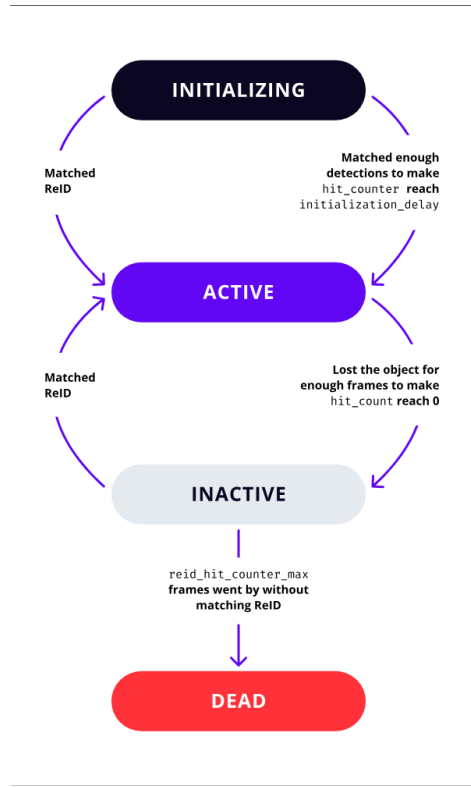 INITIALIZING
Matched
ReID
Matched enough
detections to make
hit_counter reach
initialization_delay
ACTIVE
Matched
ReID
Lost the object for
enough frames to make
hit_count reach 0
INACTIVE
reid_hit_counter_max
frames went by without
matching ReID
DEAD